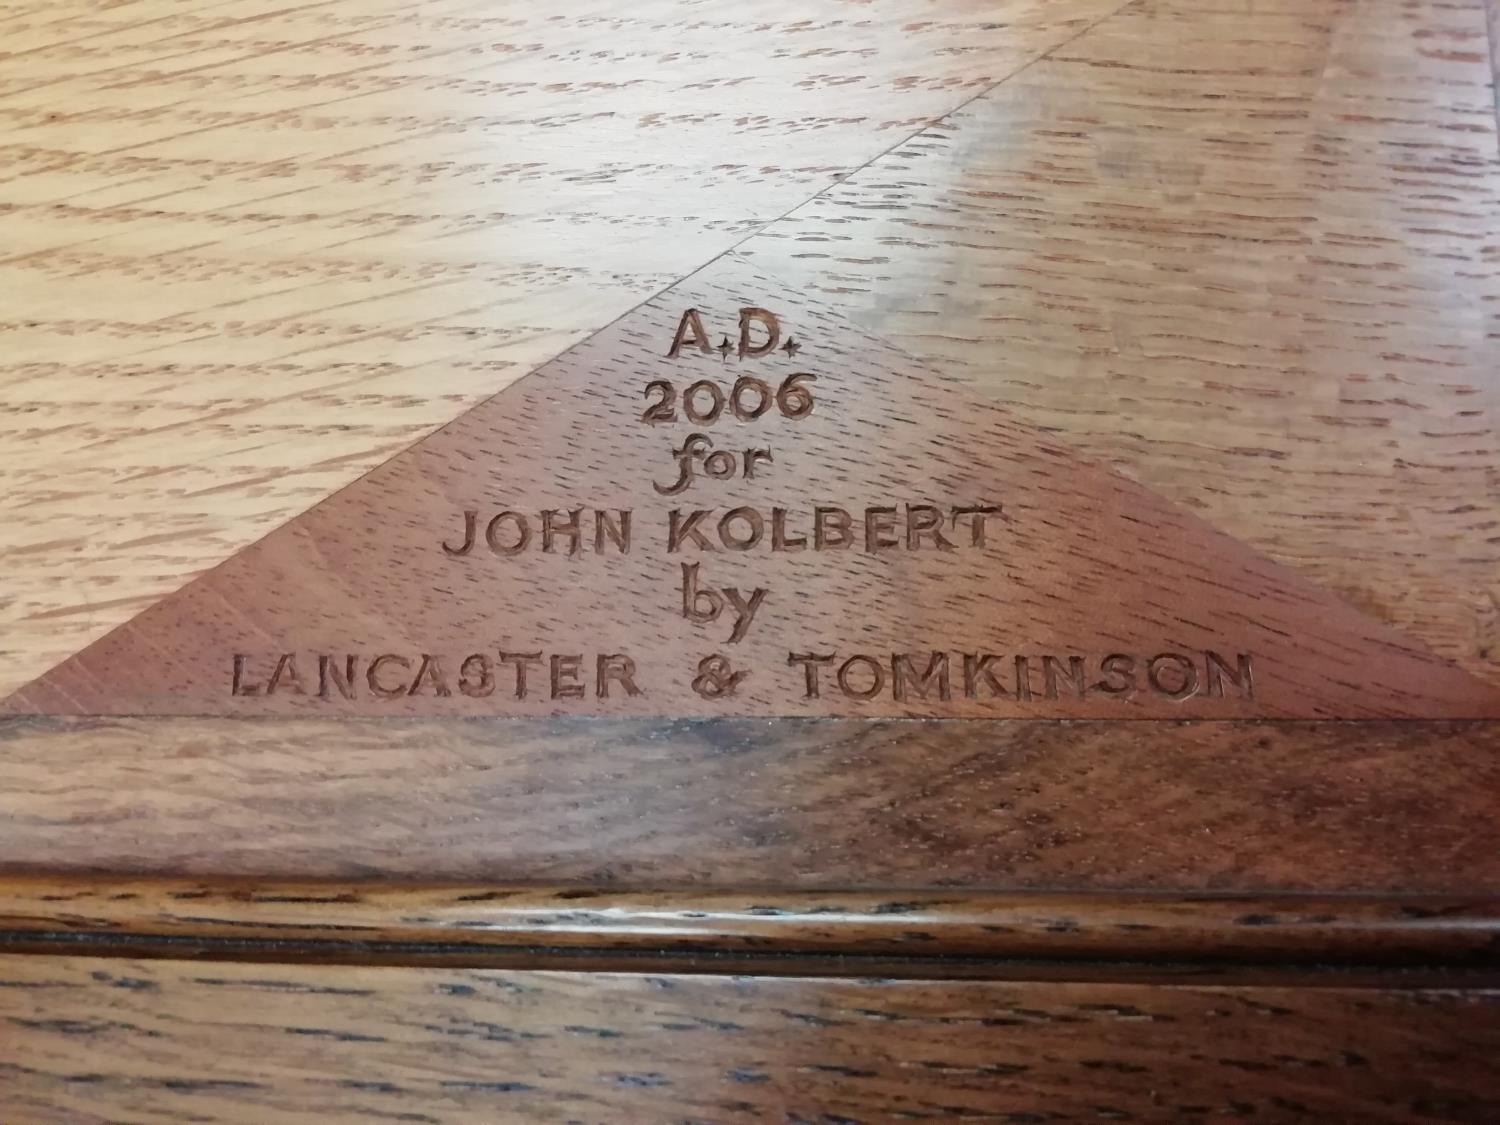 A.D.
2006
for
JOHN KOLBERT
by
LANCASTER & TOMKINSON